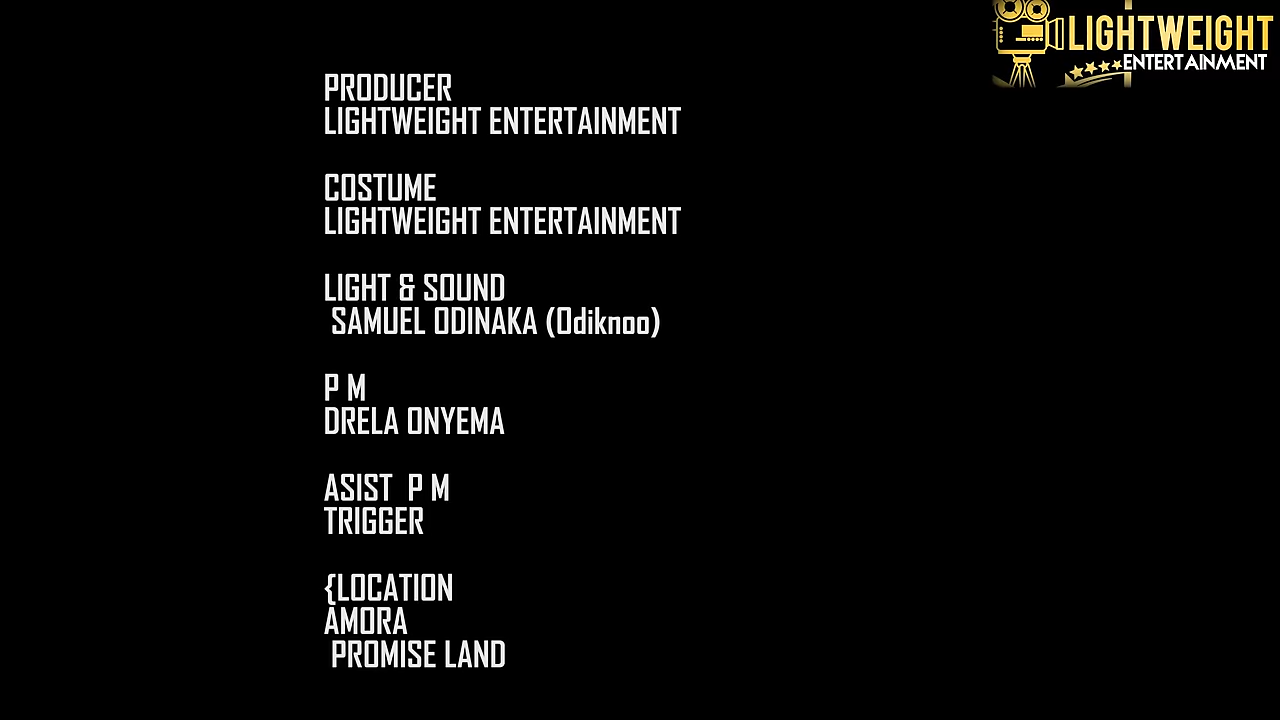 LIGHTWEIGHT
ENTERTAINMENT
PRODUCER
LIGHTWEIGHT ENTERTAINMENT
COSTUME
LIGHTWEIGHT ENTERTAINMENT
LIGHT & SOUND
SAMUEL ODINAKA (Odiknoo)
P M
DRELA ONYEMA
ASIST P M
TRIGGER
{LOCATION
AMORA
PROMISE LAND